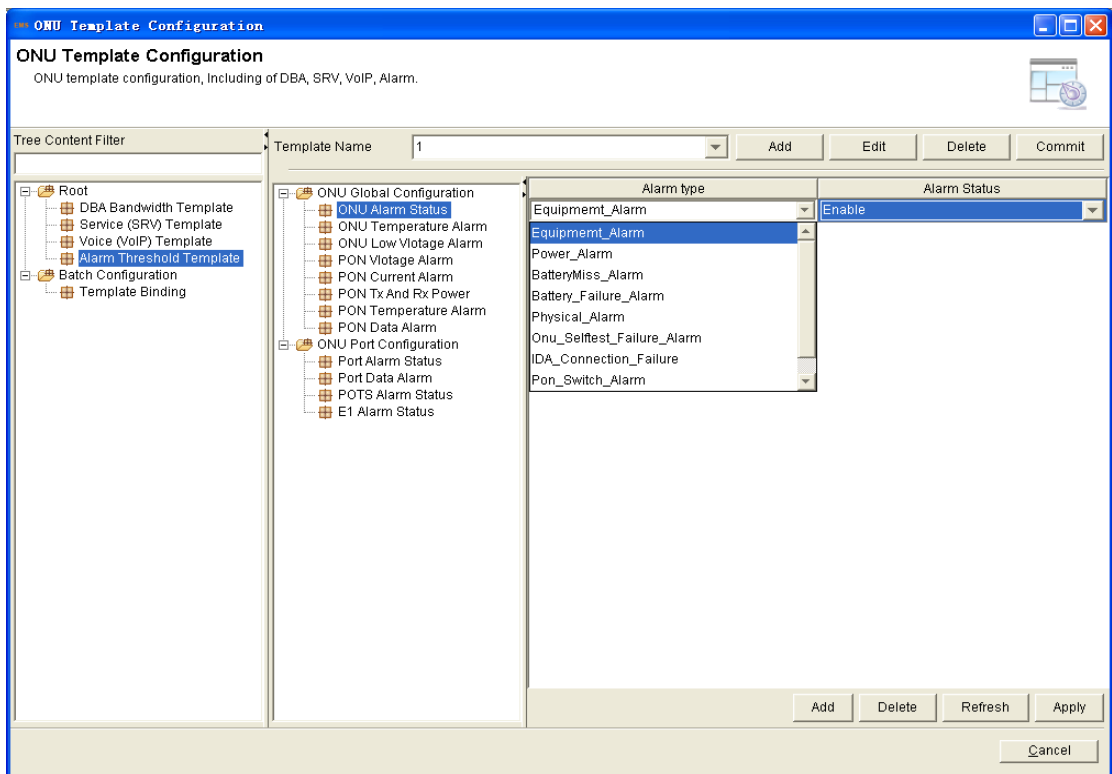 EMS ONU Template Configuration
ONU Template Configuration
ONU template configuration, Including of DBA, SRV, VoIP, Alarm.
Tree Content Filter
Template Name
1
Add
Edit
Delete
Commit
Root
DBA Bandwidth Template
Service (SRV) Template
Voice (VoIP) Template
Alarm Threshold Template
Batch Configuration
Template Binding
ONU Global Configuration
ONU Alarm Status
ONU Temperature Alarm
ONU Low Vlotage Alarm
PON Vlotage Alarm
PON Current Alarm
PON Tx And Rx Power
PON Temperature Alarm
PON Data Alarm
ONU Port Configuration
Port Alarm Status
Port Data Alarm
POTS Alarm Status
E1 Alarm Status
Alarm type
Alarm Status
Equipmemt_Alarm
Enable
Equipmemt_Alarm
Power_Alarm
BatteryMiss_Alarm
Battery_Failure_Alarm
Physical_Alarm
Onu_Selftest_Failure_Alarm
IDA_Connection_Failure
Pon_Switch_Alarm
Add
Delete
Refresh
Apply
Cancel